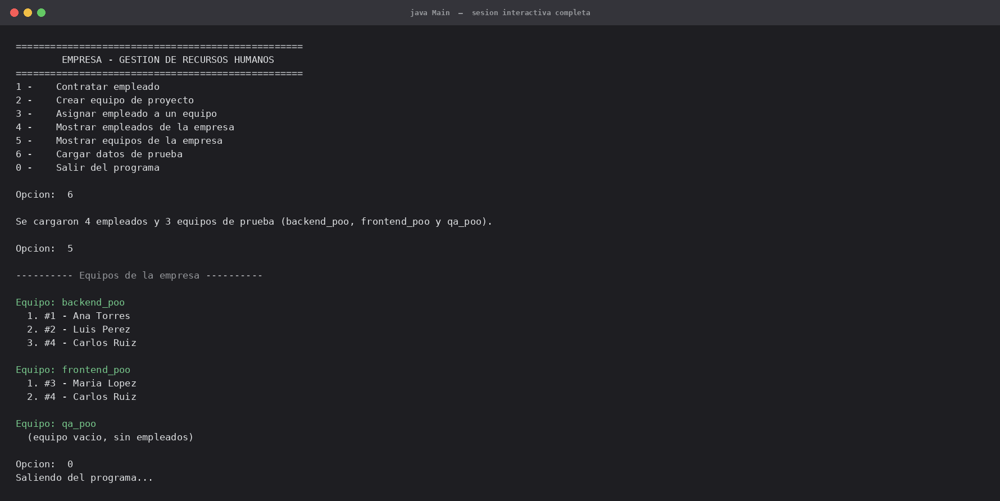 java Main  —  sesion interactiva completa
==================================================
        EMPRESA - GESTION DE RECURSOS HUMANOS
==================================================
1 -    Contratar empleado
2 -    Crear equipo de proyecto
3 -    Asignar empleado a un equipo
4 -    Mostrar empleados de la empresa
5 -    Mostrar equipos de la empresa
6 -    Cargar datos de prueba
0 -    Salir del programa
Opcion:  6
Se cargaron 4 empleados y 3 equipos de prueba (backend_poo, frontend_poo y qa_poo).
Opcion:  5
---------- Equipos de la empresa ----------
Equipo: backend_poo
  1. #1 - Ana Torres
  2. #2 - Luis Perez
  3. #4 - Carlos Ruiz
Equipo: frontend_poo
  1. #3 - Maria Lopez
  2. #4 - Carlos Ruiz
Equipo: qa_poo
  (equipo vacio, sin empleados)
Opcion:  0
Saliendo del programa...